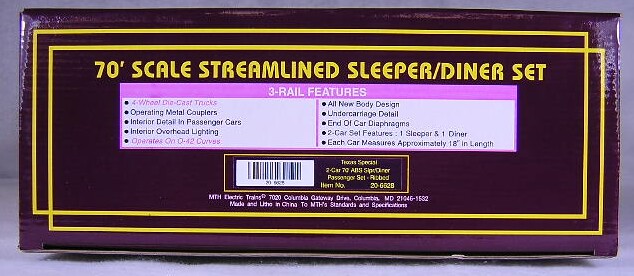 70' SCALE STREAMLINED SLEEPER/DINER SET
3-RAIL FEATURES
● 4-Wheel Die-Cast Trucks
● Operating Metal Couplers
● Interior Detail In Passenger Cars
● Interior Overhead Lighting
● Operates On O-42 Curves
● All New Body Design
● Undercarriage Detail
● End Of Car Diaphragms
● 2-Car Set Features : 1 Sleeper & 1 Diner
● Each Car Measures Approximately 18" In Length
Texas Special
2-Car 70' ABS Slpr/Diner
Passenger Set - Ribbed
Item No. 20-6628
20-6628
MTH Electric Trains© 7020 Columbia Gateway Drive, Columbia, MD 21046-1532
Made and Litho in China To MTH's Standards and Specifications